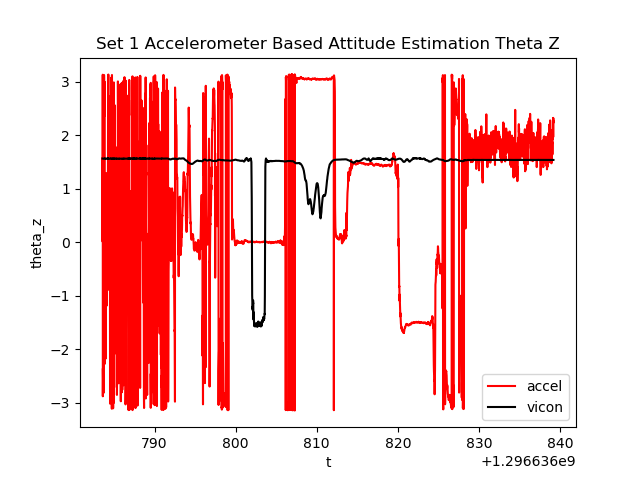 Set 1 Accelerometer Based Attitude Estimation Theta Z
3
2
1
0
−1
−2
−3
theta_z
accel
vicon
790
800
810
820
830
840
t
+1.296636e9